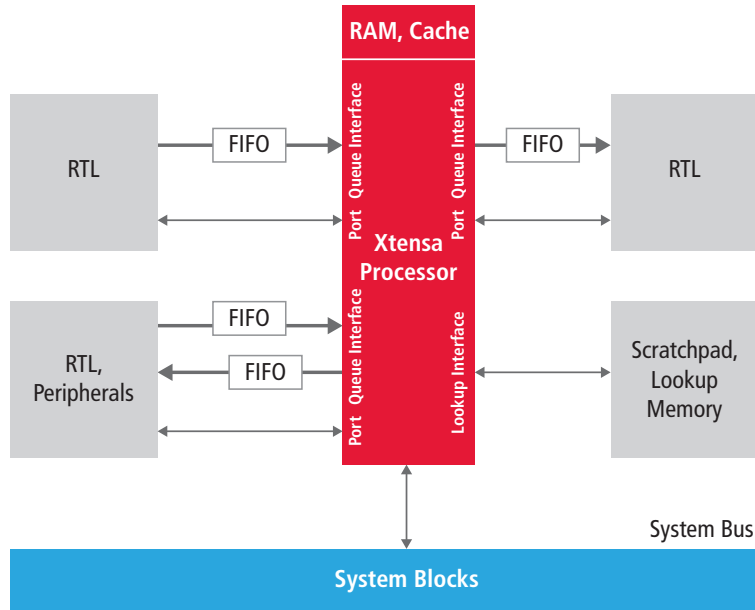 RAM, Cache
RTL
FIFO
Queue Interface
Port
Queue Interface
Port
FIFO
RTL
Xtensa
Processor
RTL,
Peripherals
FIFO
FIFO
Queue Interface
Port
Lookup Interface
Scratchpad,
Lookup
Memory
System Bus
System Blocks